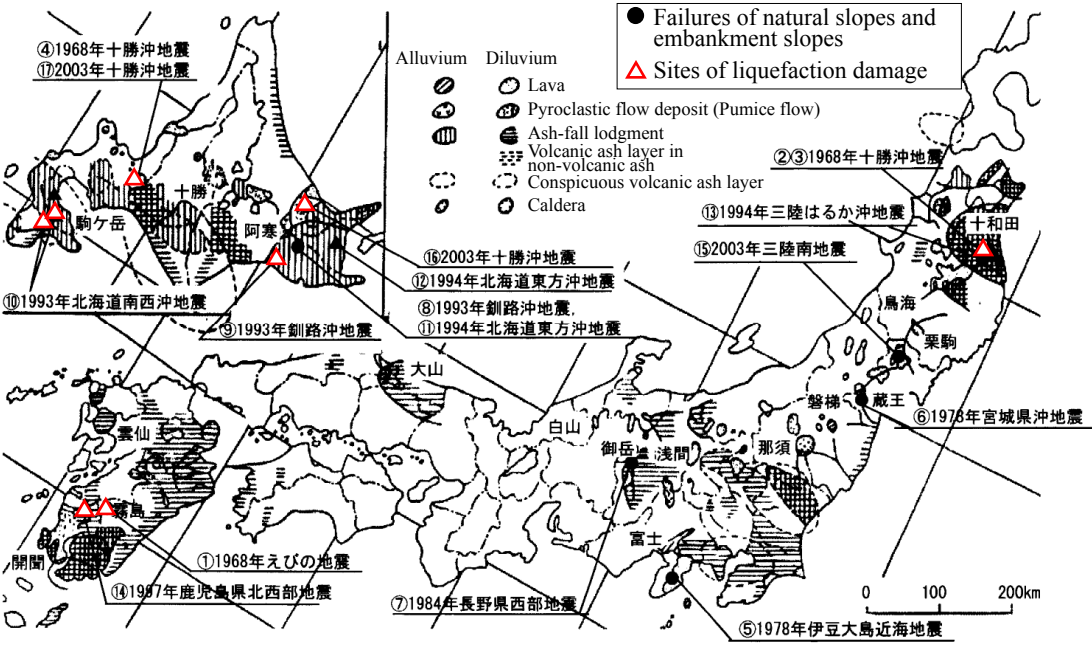 ④1968年十勝沖地震
⑰2003年十勝沖地震
Failures of natural slopes and
embankment slopes
Sites of liquefaction damage
Alluvium Diluvium
Lava
Pyroclastic flow deposit (Pumice flow)
Ash-fall lodgment
Volcanic ash layer in
non-volcanic ash
Conspicuous volcanic ash layer
Caldera
②③1968年十勝沖地震
⑬1994年三陸はるか沖地震
⑮2003年三陸南地震
十和田
十勝
駒ケ岳
阿寒
⑯2003年十勝沖地震
⑫1994年北海道東方沖地震
⑧1993年釧路沖地震,
⑪1994年北海道東方沖地震
⑩1993年北海道南西沖地震
⑨1993年釧路沖地震
鳥海
栗駒
大山
磐梯
蔵王
⑥1978年宮城県沖地震
白山
御岳
浅間
那須
雲仙
霧島
富士
開聞
①1968年えびの地震
⑭1997年鹿児島県北西部地震
⑦1984年長野県西部地震
⑤1978年伊豆大島近海地震
0 100 200km